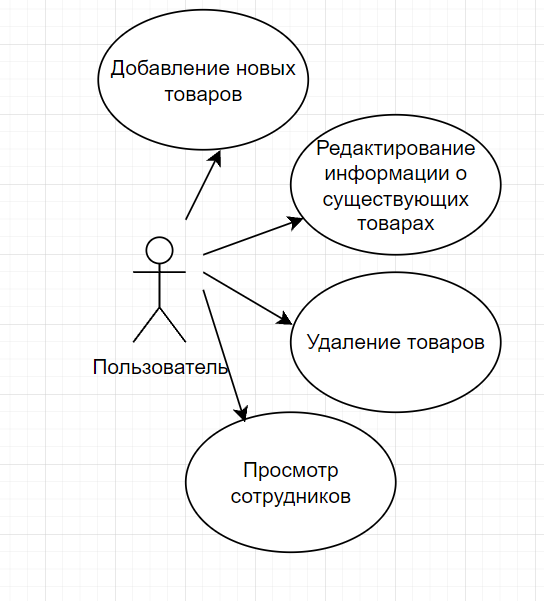 Добавление новых
товаров
Редактирование
информации о
существующих
товарах
Удаление товаров
Пользователь
Просмотр
сотрудников